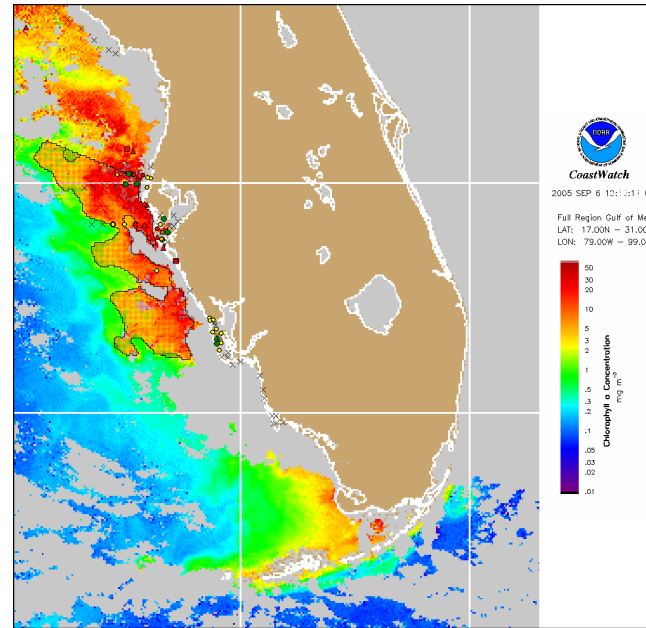 NOAA
CoastWatch
2005 SEP 6
Full Region Gulf of Me
LAT: 17.00N – 31.00
LON: 79.00W – 99.0
50
30
20
10
5
3
2
1
.5
.3
.2
.1
.05
.03
.02
.01
Chlorophyll a Concentration
mg m⁻³